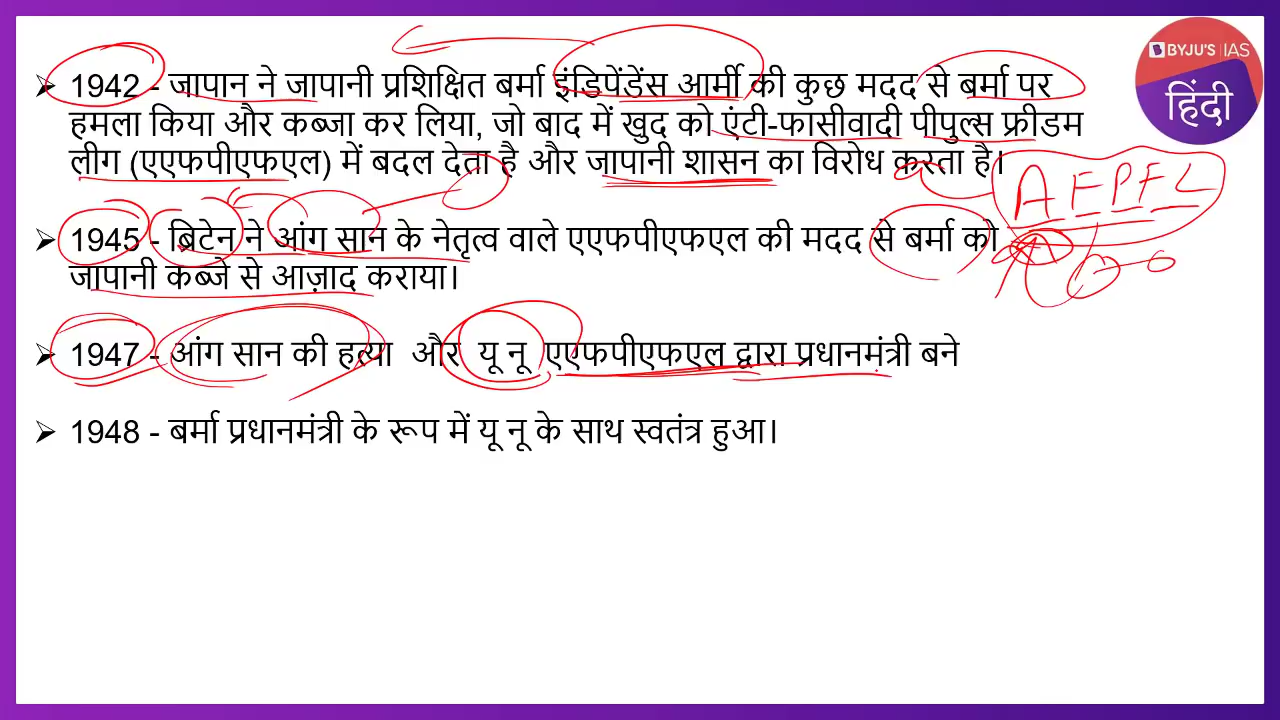 BYJU'S IAS
हिंदी
➢ 1942 - जापान ने जापानी प्रशिक्षित बर्मा इंडिपेंडेंस आर्मी की कुछ मदद से बर्मा पर
हमला किया और कब्जा कर लिया, जो बाद में खुद को एंटी-फासीवादी पीपुल्स फ्रीडम
लीग (एएफपीएफएल) में बदल देता है और जापानी शासन का विरोध करता है।
A F P F L
➢ 1945 - ब्रिटेन ने आंग सान के नेतृत्व वाले एएफपीएफएल की मदद से बर्मा को
जापानी कब्जे से आज़ाद कराया।
➢ 1947 - आंग सान की हत्या और यू नू एएफपीएफएल द्वारा प्रधानमंत्री बने
➢ 1948 - बर्मा प्रधानमंत्री के रूप में यू नू के साथ स्वतंत्र हुआ।